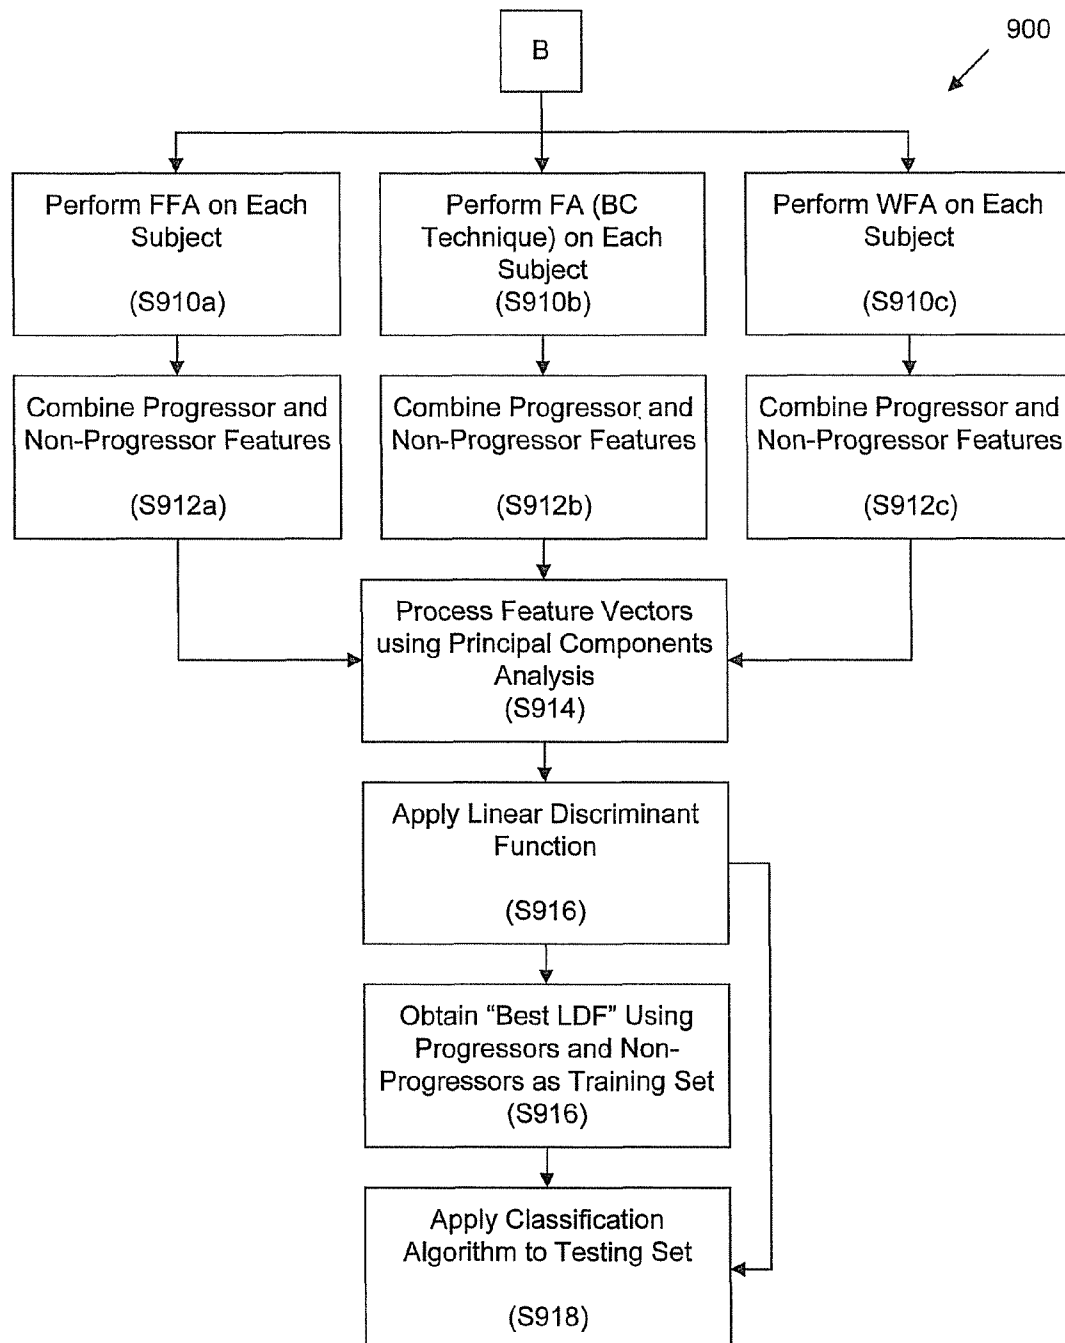 B
900
Perform FFA on Each
Subject
(S910a)
Perform FA (BC
Technique) on Each
Subject
(S910b)
Perform WFA on Each
Subject
(S910c)
Combine Progressor and
Non-Progressor Features
(S912a)
Combine Progressor and
Non-Progressor Features
(S912b)
Combine Progressor and
Non-Progressor Features
(S912c)
Process Feature Vectors
using Principal Components
Analysis
(S914)
Apply Linear Discriminant
Function
(S916)
Obtain “Best LDF” Using
Progressors and Non-
Progressors as Training Set
(S916)
Apply Classification
Algorithm to Testing Set
(S918)